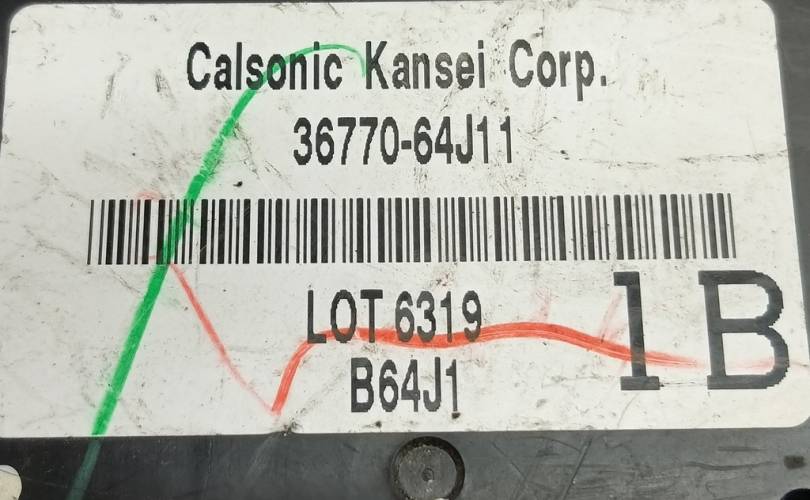 Calsonic Kansei Corp.
36770-64J11
LOT 6319
B64J1
1B